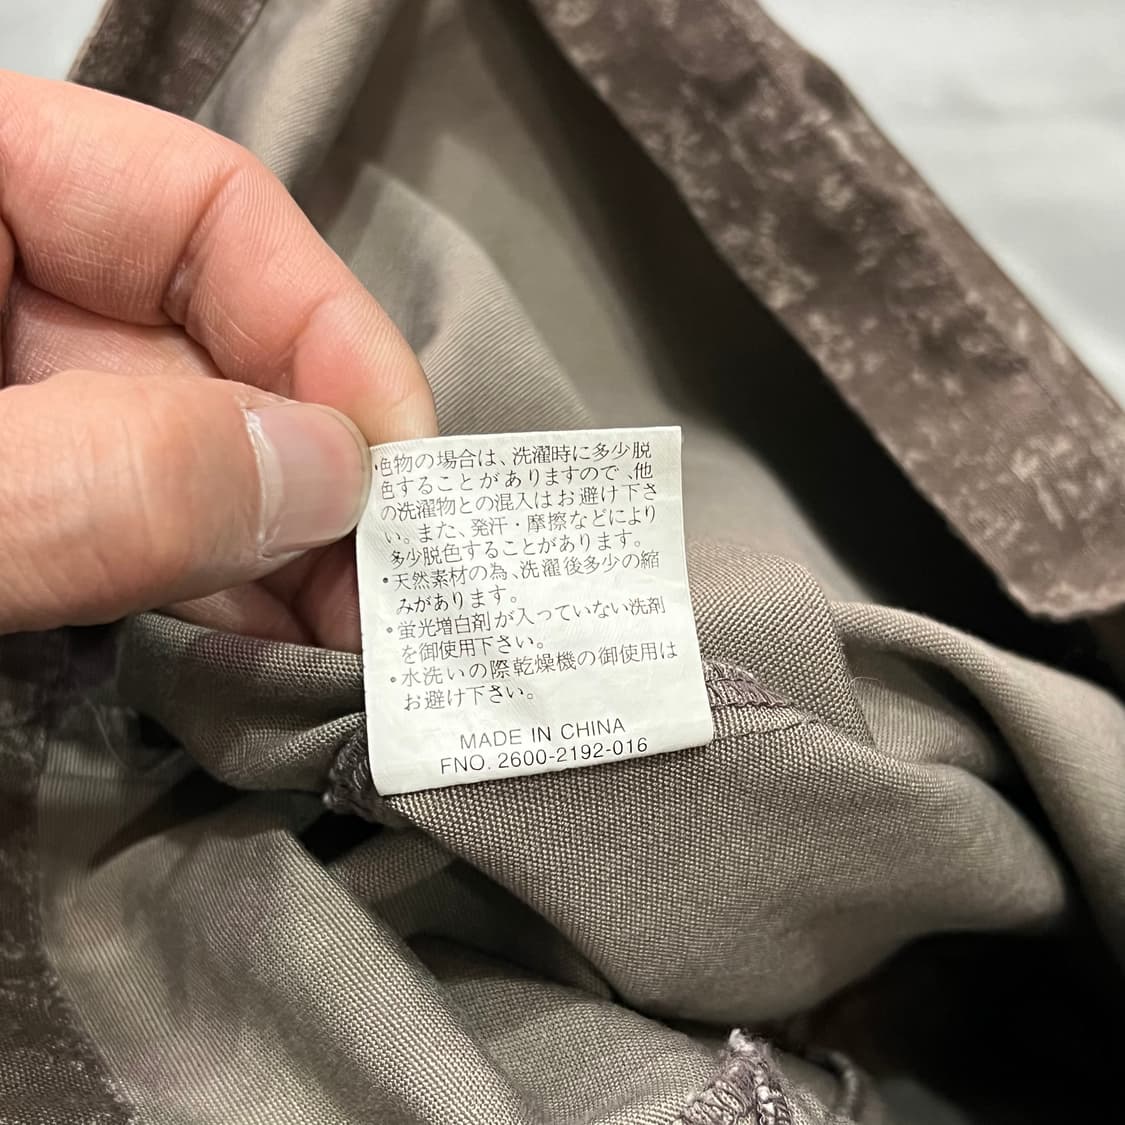 ・色物の場合は、洗濯時に多少脱
色することがありますので、他
の洗濯物との混入はお避け下さ
い。また、発汗・摩擦などにより
多少脱色することがあります。
・天然素材の為、洗濯後多少の縮
みがあります。
・蛍光増白剤が入っていない洗剤
を御使用下さい。
・水洗いの際乾燥機の御使用は
お避け下さい。
MADE IN CHINA
FNO. 2600-2192-016